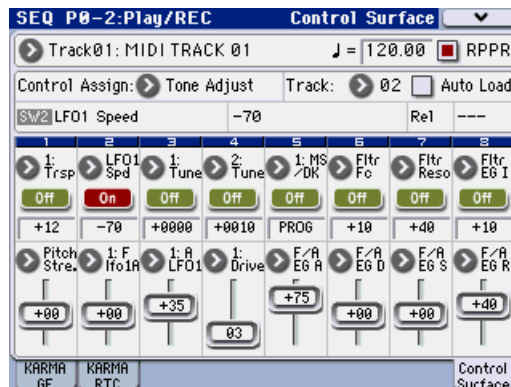 SEQ P0-2:Play/REC Control Surface
Track01: MIDI TRACK 01 ♩= 120.00 RPPR
Control Assign: Tone Adjust Track: 02 Auto Load
SW2 LFO1 Speed -70 Rel ---
1 2 3 4 5 6 7 8
1: Trsp LFO1 Spd 1: Tune 2: Tune 1: MS /DK Fltr Fc Fltr Reso Fltr EG I
Off On Off Off Off Off Off Off
+12 -70 +0000 +0010 PROG +10 +40 +10
Pitch Stre. 1: F lfo1A 1: A LFO1 1: Drive F/A EG A F/A EG D F/A EG S F/A EG R
+00 +00 +35 03 +75 +00 +00 +40
KARMA GE KARMA RTC Control Surface